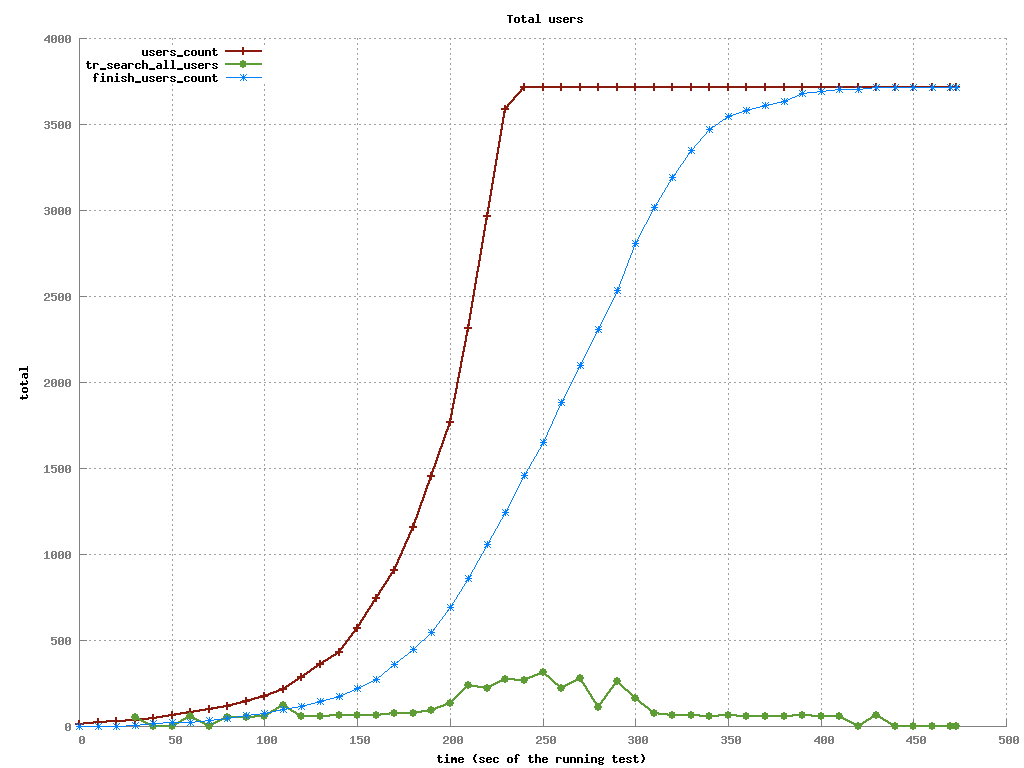 Total users
users_count
tr_search_all_users
finish_users_count
4000
3500
3000
2500
2000
1500
1000
500
0
total
0 50 100 150 200 250 300 350 400 450 500
time (sec of the running test)